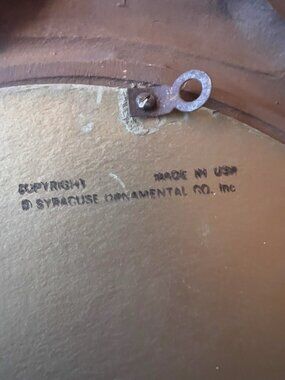 COPYRIGHT MADE IN USA
© SYRACUSE ORNAMENTAL CO. Inc